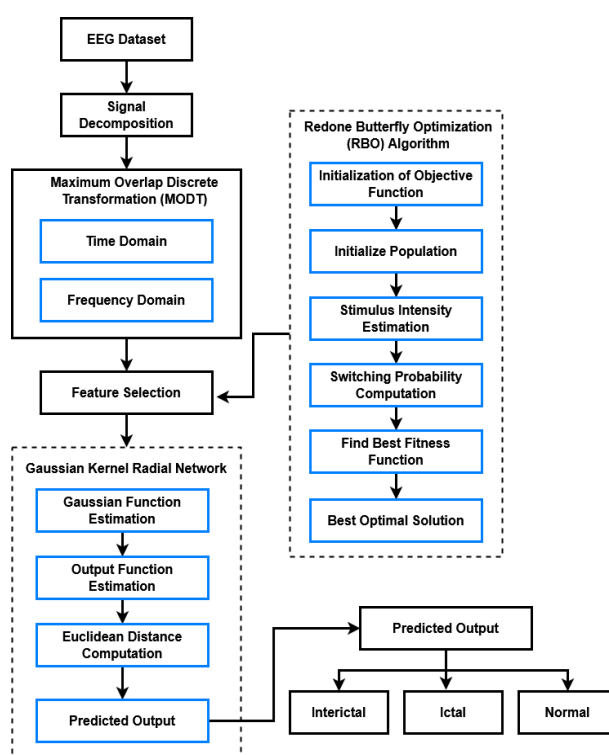 EEG Dataset
Signal
Decomposition
Maximum Overlap Discrete
Transformation (MODT)
Time Domain
Frequency Domain
Feature Selection
Gaussian Kernel Radial Network
Gaussian Function
Estimation
Output Function
Estimation
Euclidean Distance
Computation
Predicted Output
Redone Butterfly Optimization
(RBO) Algorithm
Initialization of Objective
Function
Initialize Population
Stimulus Intensity
Estimation
Switching Probability
Computation
Find Best Fitness
Function
Best Optimal Solution
Predicted Output
Interictal
Ictal
Normal